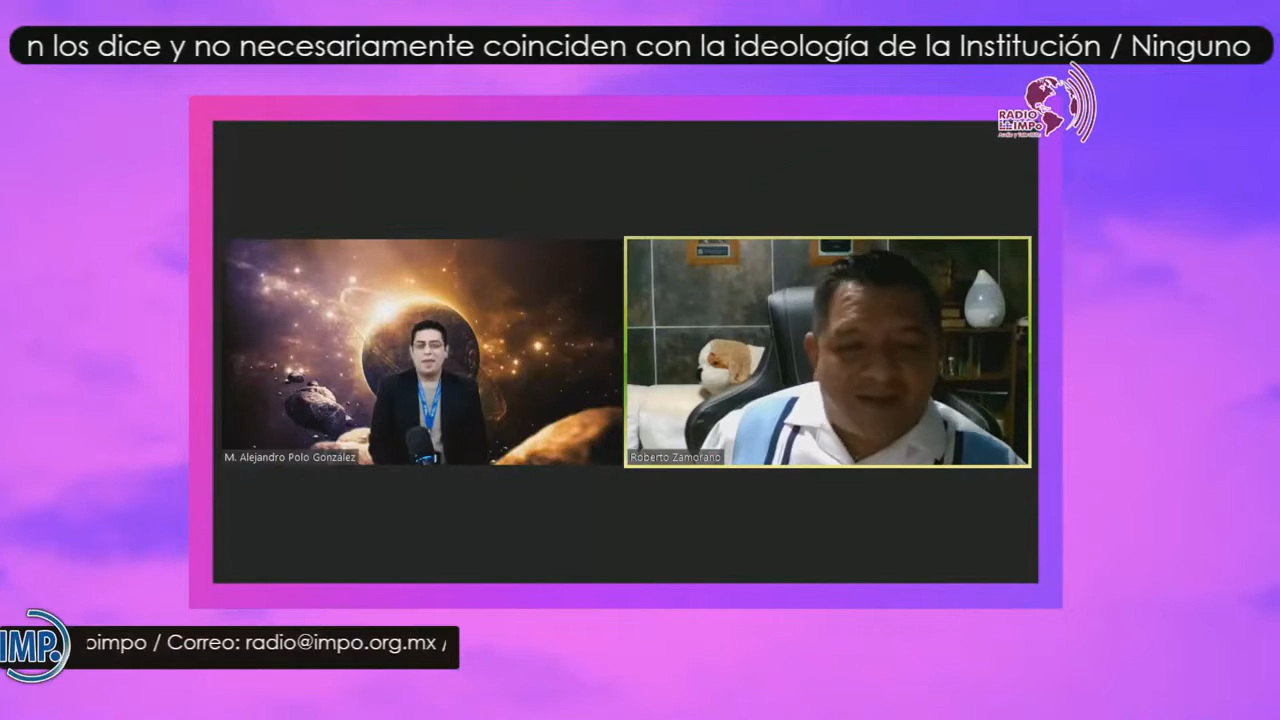 n los dice y no necesariamente coinciden con la ideología de la Institución / Ninguno
RADIO
IMPO
M. Alejandro Polo González
Roberto Zamorano
IMP.
oimpo / Correo: radio@impo.org.mx /